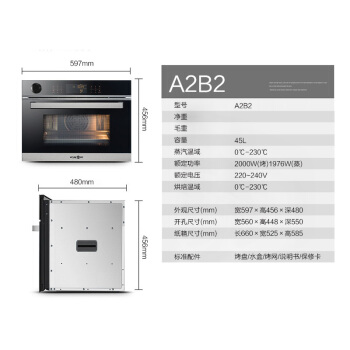 597mm
456mm
480mm
456mm
A2B2
型号 A2B2
净重
毛重
容量 45L
蒸汽温域 0℃-230℃
额定功率 2000W(烤)1976W(蒸)
额定电压 220-240V
烘焙温域 0℃-230℃
外观尺寸(mm) 宽597×高456×深480
开孔尺寸(mm) 宽560×高448×深550
纸箱尺寸(mm) 长660×宽525×高585
标准配件 烤盘/水盒/烤网/说明书/保修卡